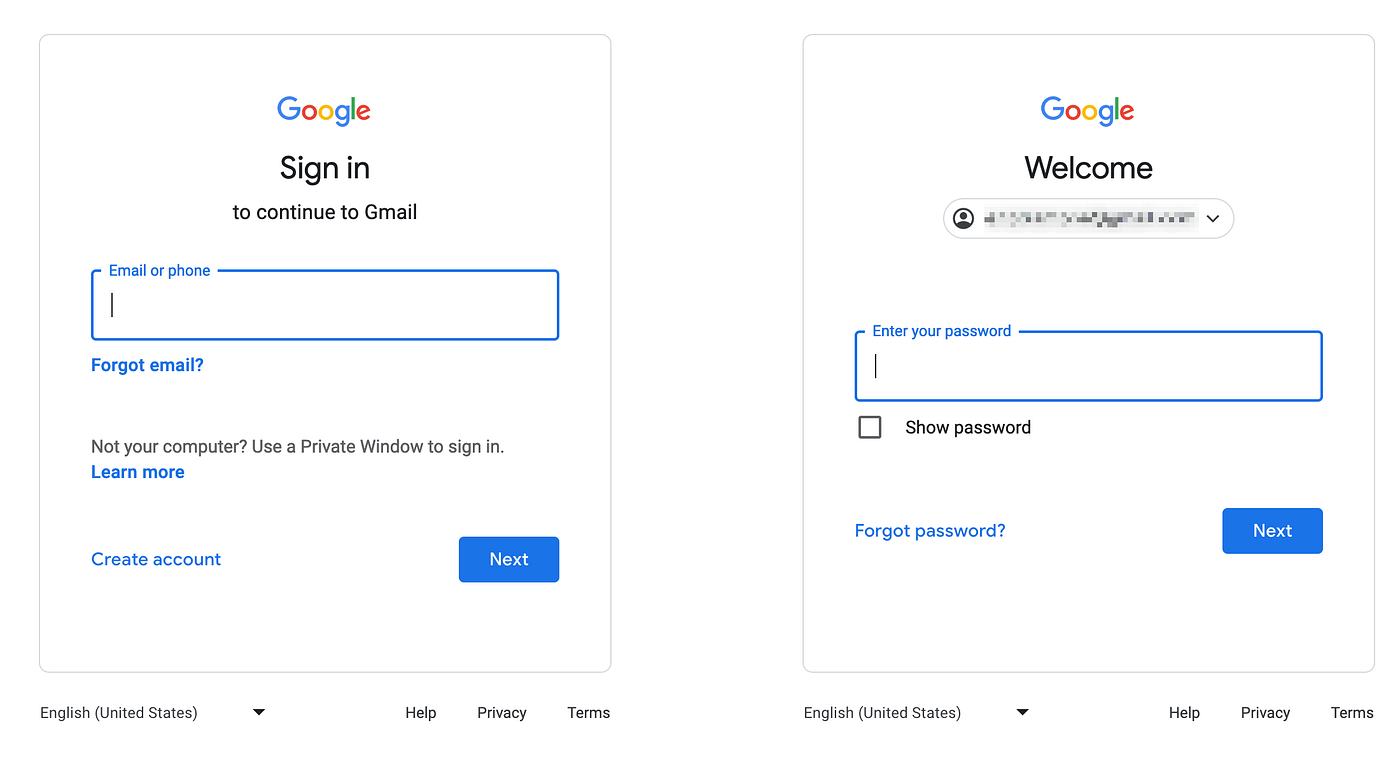 Google
Sign in
to continue to Gmail
Email or phone
Forgot email?
Not your computer? Use a Private Window to sign in.
Learn more
Create account
Next
English (United States)
Help
Privacy
Terms
Google
Welcome
Enter your password
Show password
Forgot password?
Next
English (United States)
Help
Privacy
Terms